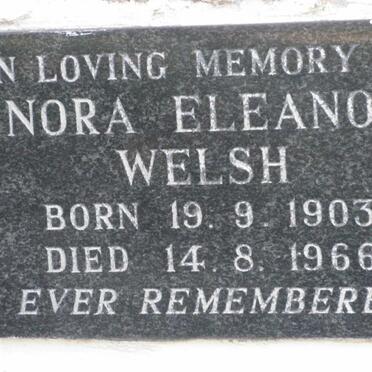 N LOVING MEMORY
NORA ELEANO
WELSH
BORN 19. 9. 1903
DIED 14. 8. 1966
EVER REMEMBERE